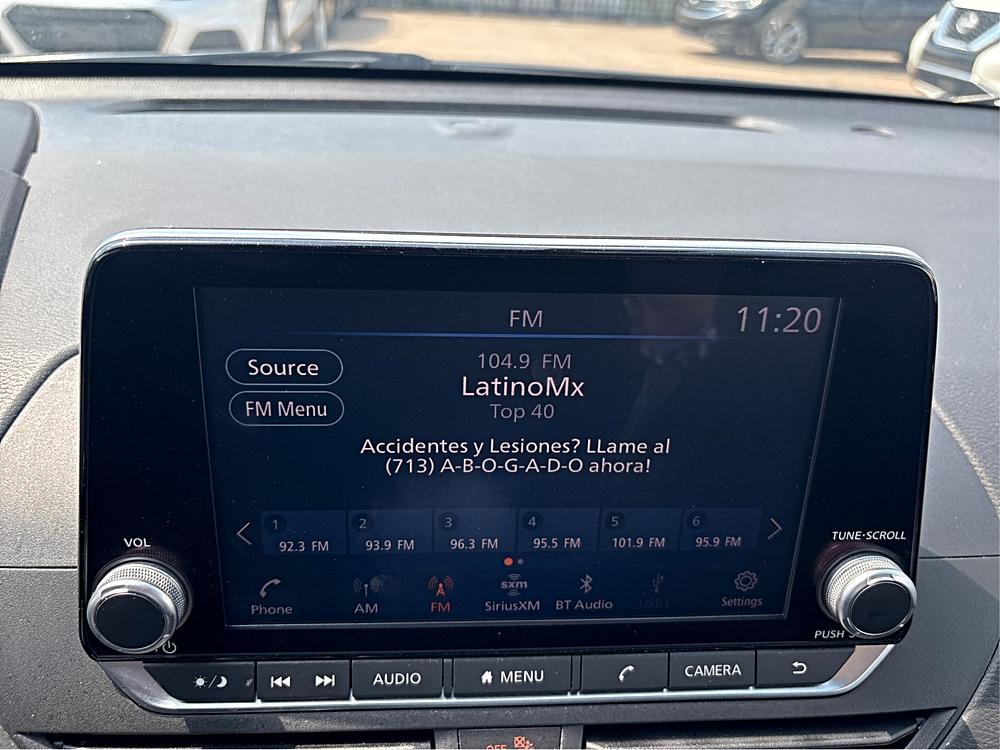 FM
11:20
Source
FM Menu
104.9 FM
LatinoMx
Top 40
Accidentes y Lesiones? LLame al
(713) A-B-O-G-A-D-O ahora!
1
92.3 FM
2
93.9 FM
3
96.3 FM
4
95.5 FM
5
101.9 FM
6
95.9 FM
Phone
AM
FM
sxm
SiriusXM
BT Audio
USB1
Settings
VOL
TUNE·SCROLL
PUSH
AUDIO
MENU
CAMERA
OFF